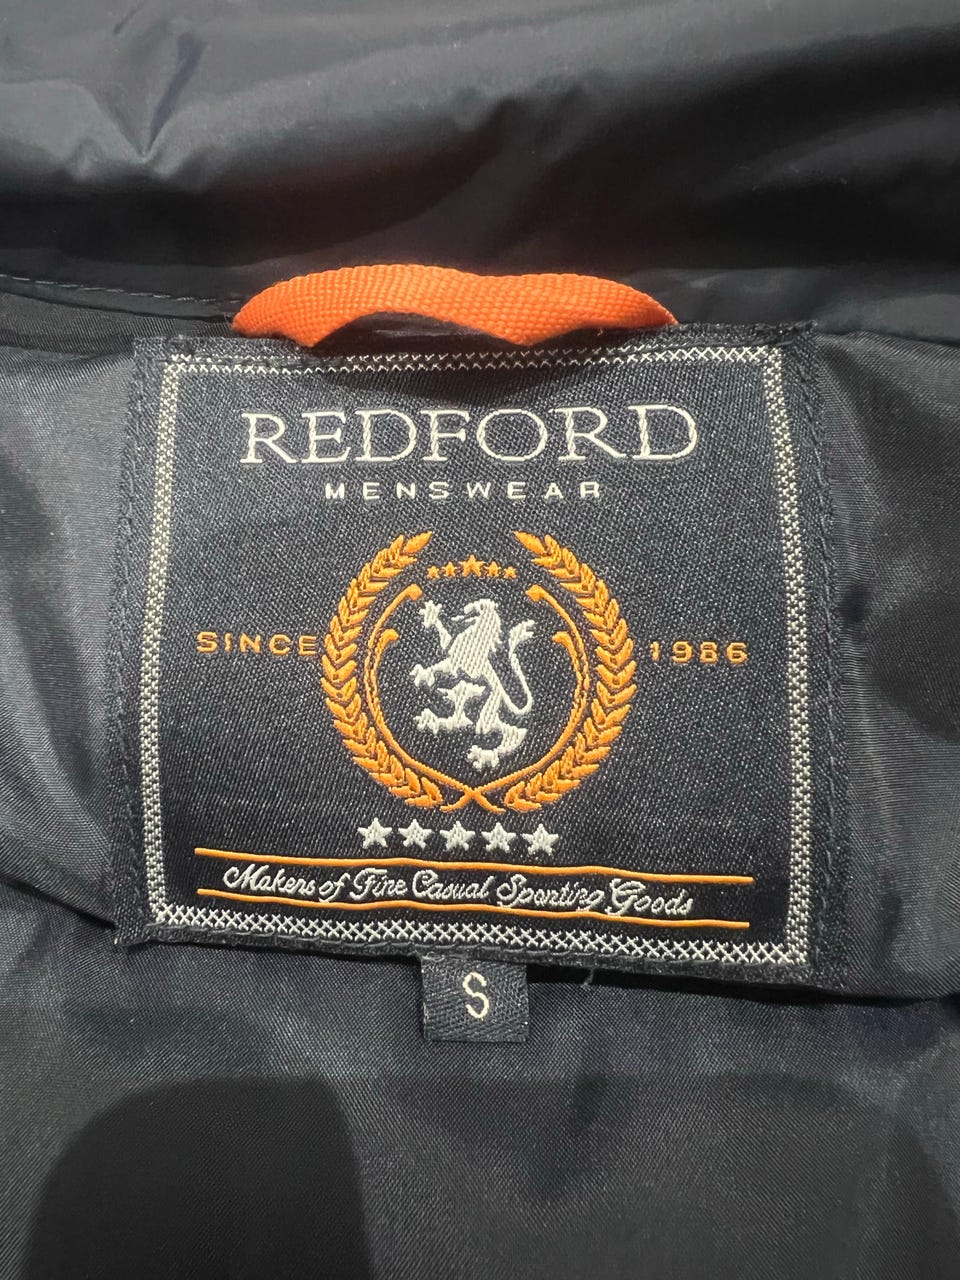 REDFORD
MENSWEAR
SINCE 1986
Makers of Fine Casual Sporting Goods
S